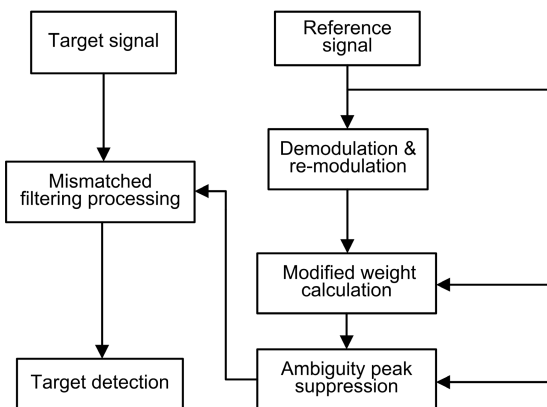 Target signal
Reference
signal
Demodulation &
re-modulation
Mismatched
filtering processing
Modified weight
calculation
Target detection
Ambiguity peak
suppression